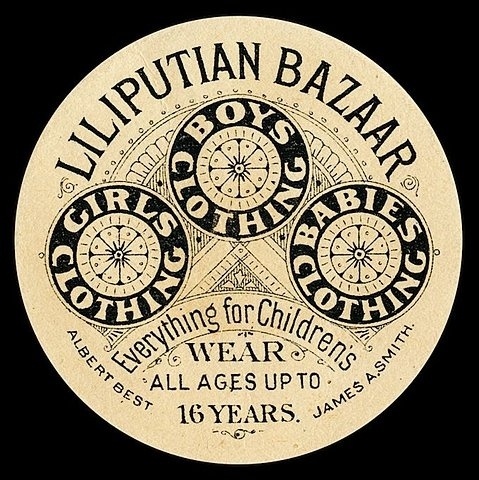 LILIPUTIAN BAZAAR
BOYS
CLOTHING
GIRLS
CLOTHING
BABIES
CLOTHING
Everything for Children's
WEAR
ALL AGES UP TO
16 YEARS.
ALBERT BEST
JAMES A. SMITH.